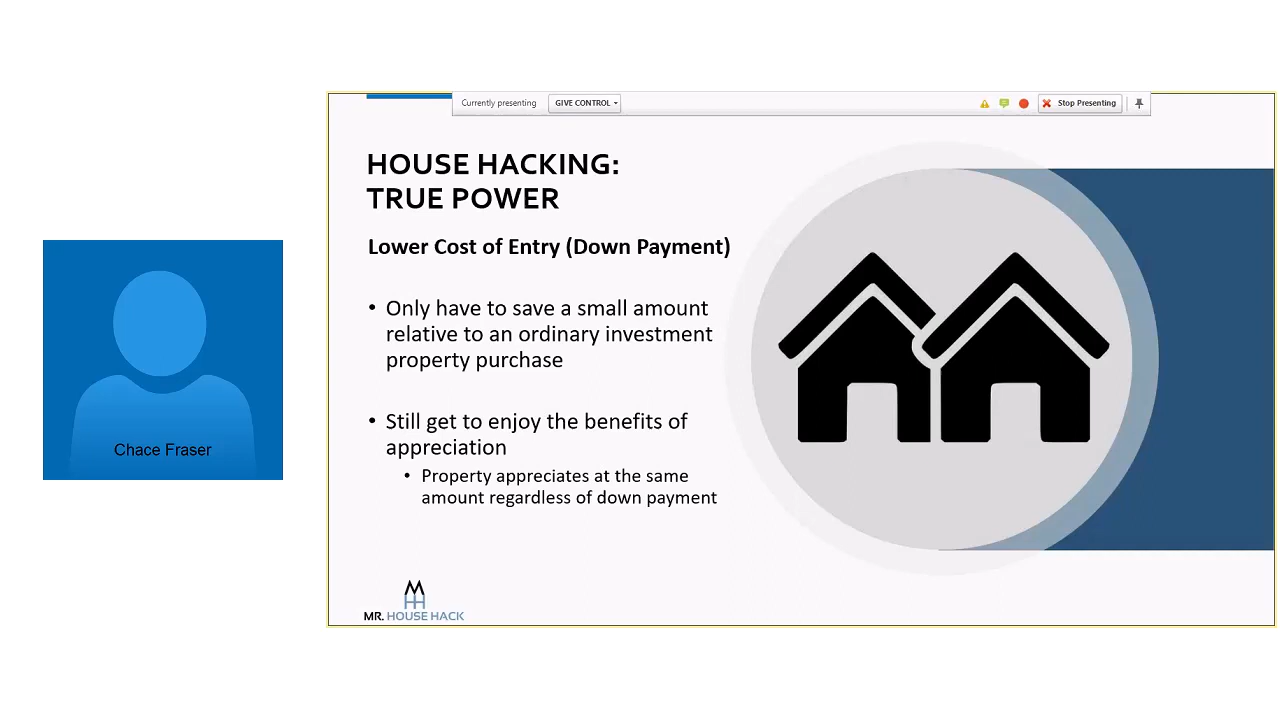 Currently presenting
GIVE CONTROL
Stop Presenting
HOUSE HACKING:
TRUE POWER
Lower Cost of Entry (Down Payment)
• Only have to save a small amount
relative to an ordinary investment
property purchase
• Still get to enjoy the benefits of
appreciation
• Property appreciates at the same
amount regardless of down payment
Chace Fraser
MR. HOUSE HACK